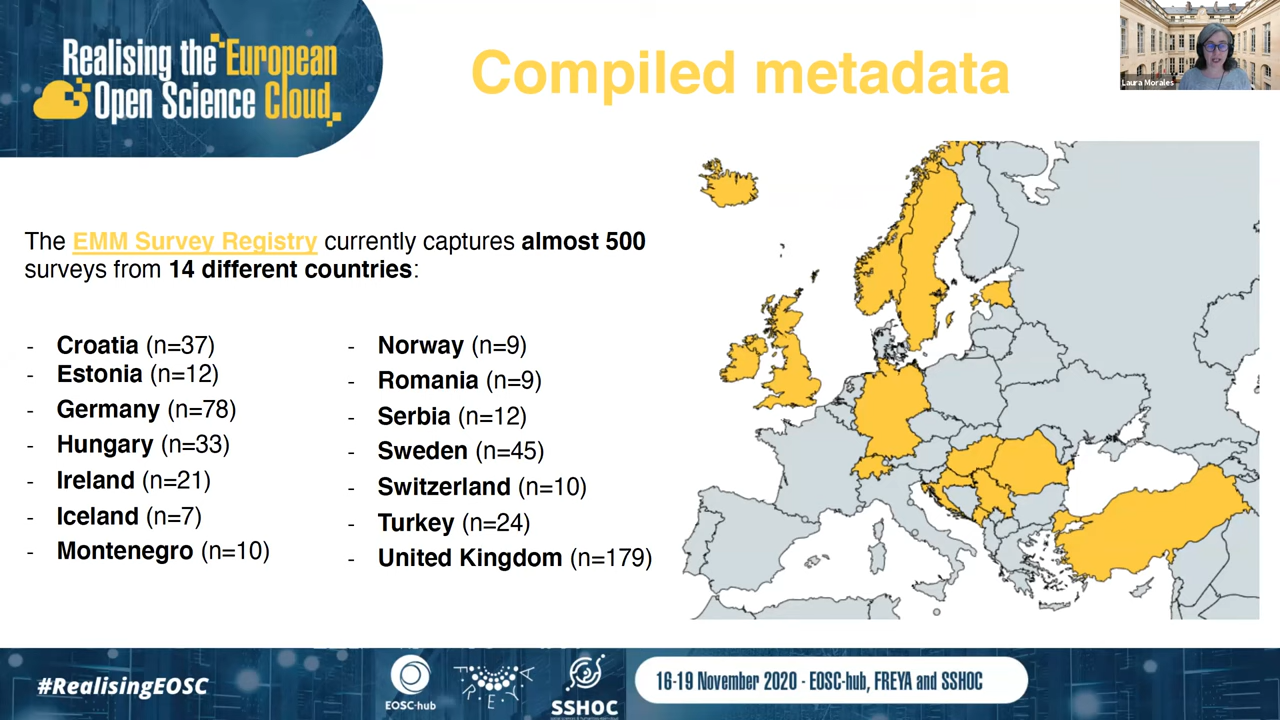 Realising the European
Open Science Cloud
Compiled metadata
Laura Morales
The EMM Survey Registry currently captures almost 500
surveys from 14 different countries:
- Croatia (n=37)
- Estonia (n=12)
- Germany (n=78)
- Hungary (n=33)
- Ireland (n=21)
- Iceland (n=7)
- Montenegro (n=10)
- Norway (n=9)
- Romania (n=9)
- Serbia (n=12)
- Sweden (n=45)
- Switzerland (n=10)
- Turkey (n=24)
- United Kingdom (n=179)
#RealisingEOSC
EOSC-hub
FREYA
SSHOC
16-19 November 2020 - EOSC-hub, FREYA and SSHOC